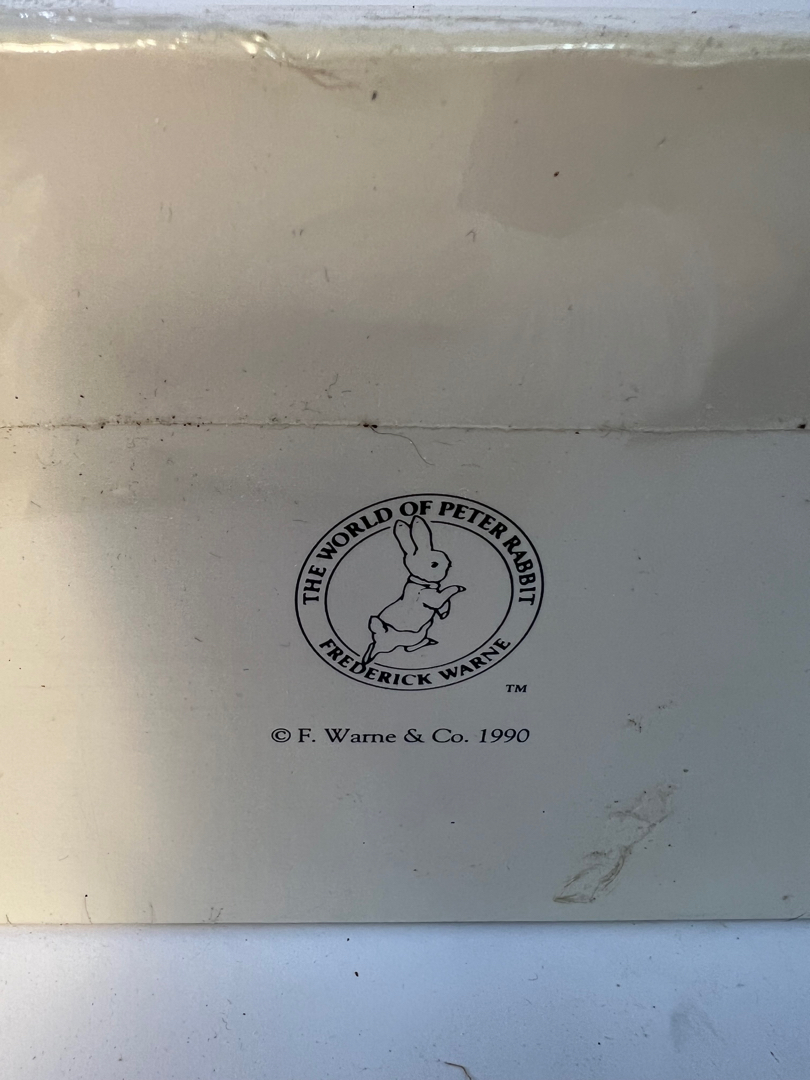 THE WORLD OF PETER RABBIT
FREDERICK WARNE
TM
© F. Warne & Co. 1990